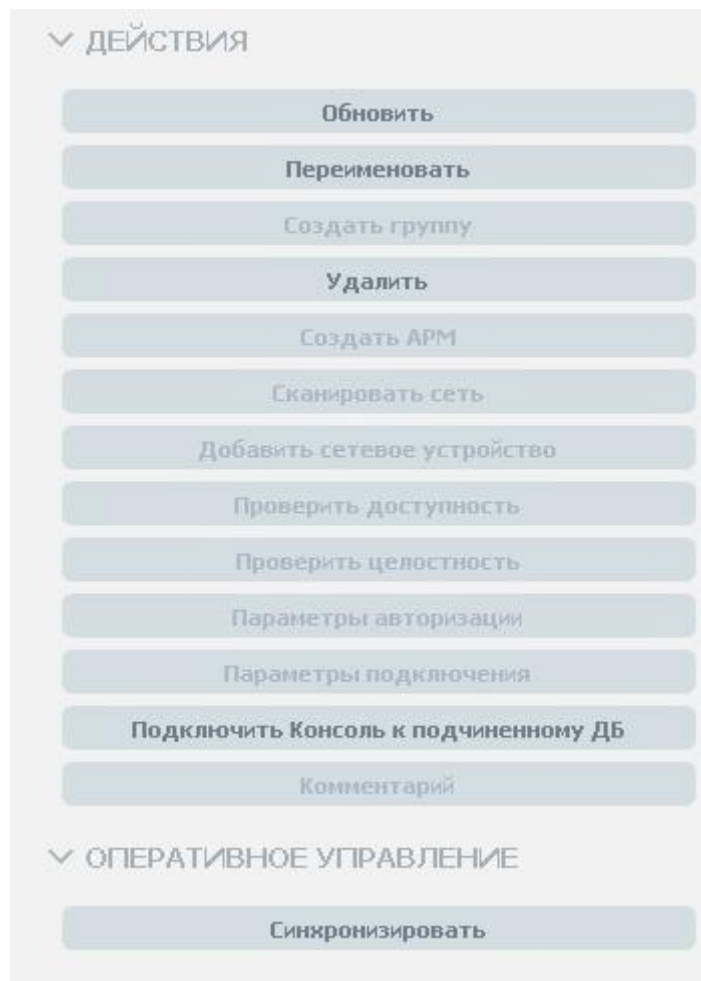 ДЕЙСТВИЯ
Обновить
Переименовать
Создать группу
Удалить
Создать АРМ
Сканировать сеть
Добавить сетевое устройство
Проверить доступность
Проверить целостность
Параметры авторизации
Параметры подключения
Подключить Консоль к подчиненному ДБ
Комментарий
ОПЕРАТИВНОЕ УПРАВЛЕНИЕ
Синхронизировать